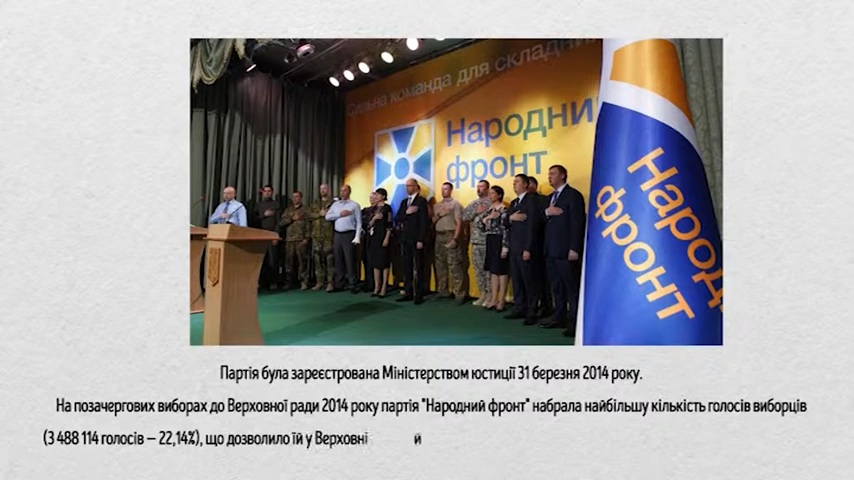 Сильна команда для складни
Народний
фронт
Народ
фронт
Партія була зареєстрована Міністерством юстиції 31 березня 2014 року.
На позачергових виборах до Верховної ради 2014 року партія "Народний фронт" набрала найбільшу кількість голосів виборців
(3 488 114 голосів – 22,14%), що дозволило їй у Верховні й